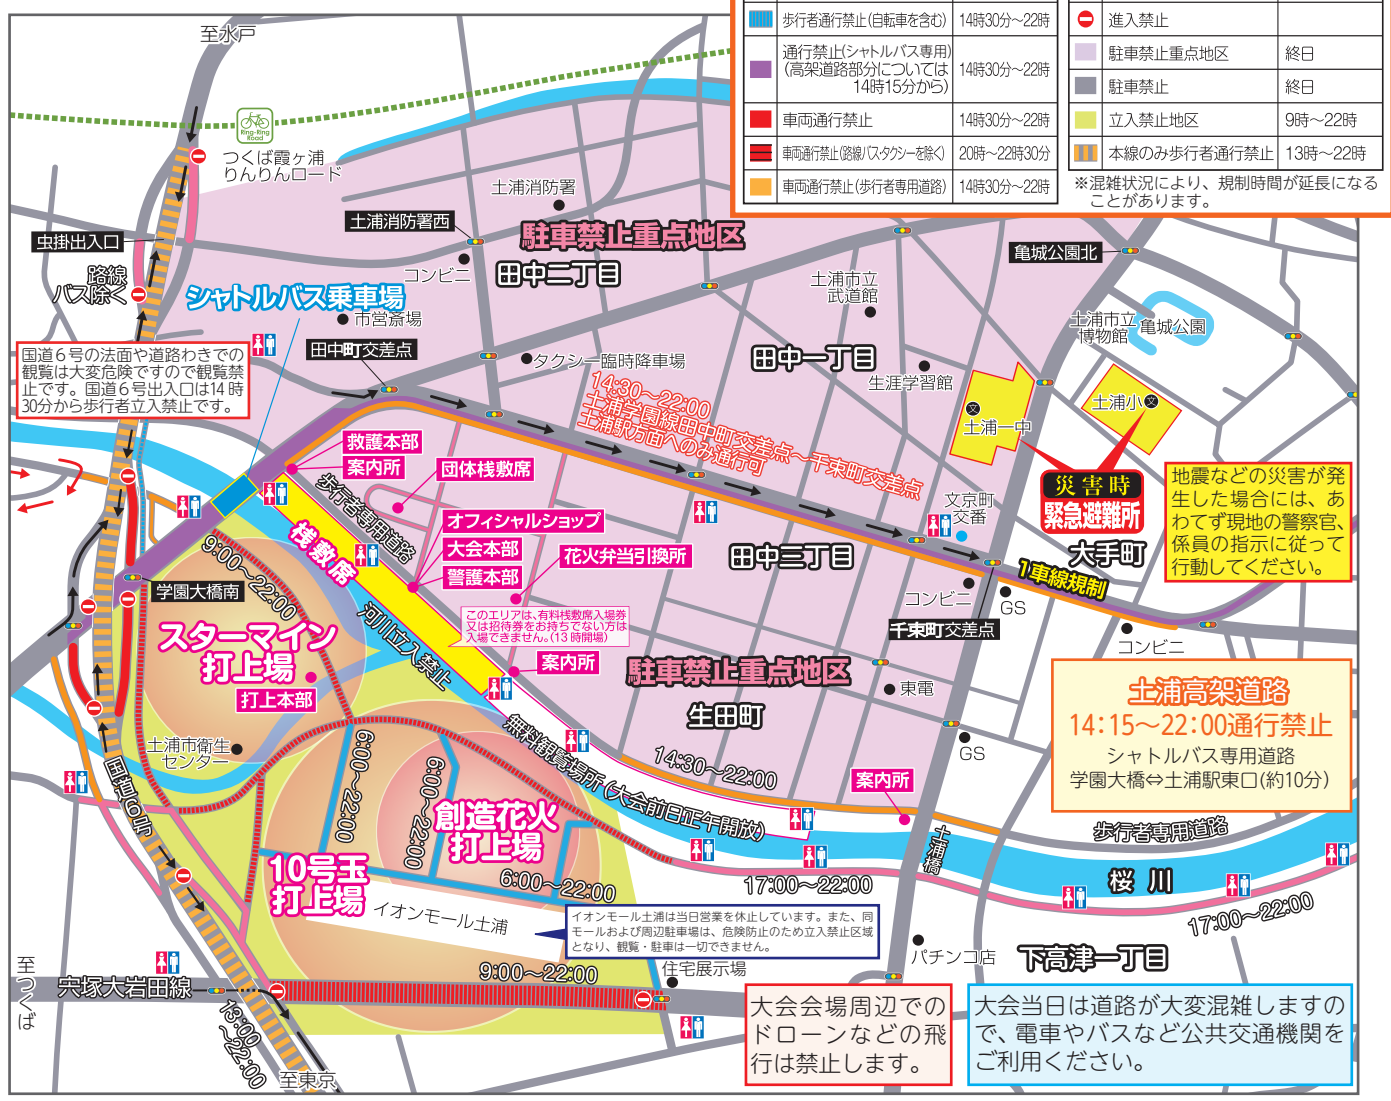 歩行者通行禁止(自転車を含む) 14時30分～22時
通行禁止(シャトルバス専用)
(高架道路部分については
14時15分から)
14時30分～22時
車両通行禁止 14時30分～22時
車両通行禁止(路線バス・タクシーを除く) 20時～22時30分
車両通行禁止(歩行者専用道路) 14時30分～22時
進入禁止
駐車禁止重点地区 終日
駐車禁止 終日
立入禁止地区 9時～22時
本線のみ歩行者通行禁止 13時～22時
※混雑状況により、規制時間が延長になる
ことがあります。
至水戸
Ring-Ring
Road
つくば霞ヶ浦
りんりんロード
土浦消防署
土浦消防署西
虫掛出入口
駐車禁止重点地区
コンビニ
田中二丁目
路線
バス除く
シャトルバス乗車場
市営斎場
田中町交差点
土浦市立
武道館
亀城公園北
土浦市立
博物館
亀城公園
タクシー臨時降車場
田中一丁目
生涯学習館
国道6号の法面や道路わきでの
観覧は大変危険ですので観覧禁
止です。国道6号出入口は14時
30分から歩行者立入禁止です。
14:30～22:00
土浦学園線田中町交差点～千束町交差点
土浦駅方面へのみ通行可
文
土浦一中
土浦小
文
災害時
緊急避難所
地震などの災害が発
生した場合には、あ
わてず現地の警察官、
係員の指示に従って
行動してください。
救護本部
案内所
団体桟敷席
歩行者専用道路
オフィシャルショップ
大会本部
警護本部
花火弁当引換所
桟敷席
文京町
交番
田中三丁目
大手町
1車線規制
コンビニ
GS
千束町交差点
コンビニ
このエリアは、有料桟敷席入場券
又は招待券をお持ちでない方は
入場できません。(13時開場)
9:00～22:00
学園大橋南
スターマイン
打上場
打上本部
河川立入禁止
案内所
駐車禁止重点地区
生田町
東電
GS
土浦高架道路
14:15～22:00通行禁止
シャトルバス専用道路
学園大橋⇔土浦駅東口(約10分)
土浦市衛生
センター
国道6号
無料観覧場所(大会前日正午開放)
14:30～22:00
案内所
6:00～22:00
6:00～22:00
創造花火
打上場
土浦橋
歩行者専用道路
桜川
10号玉
打上場
6:00～22:00
17:00～22:00
17:00～22:00
イオンモール土浦
イオンモール土浦は当日営業を休止しています。また、同
モールおよび周辺駐車場は、危険防止のため立入禁止区域
となり、観覧・駐車は一切できません。
パチンコ店
下高津一丁目
至つくば
宍塚大岩田線
9:00～22:00
住宅展示場
13:00
～22:00
至東京
大会会場周辺での
ドローンなどの飛
行は禁止します。
大会当日は道路が大変混雑しますの
で、電車やバスなど公共交通機関を
ご利用ください。